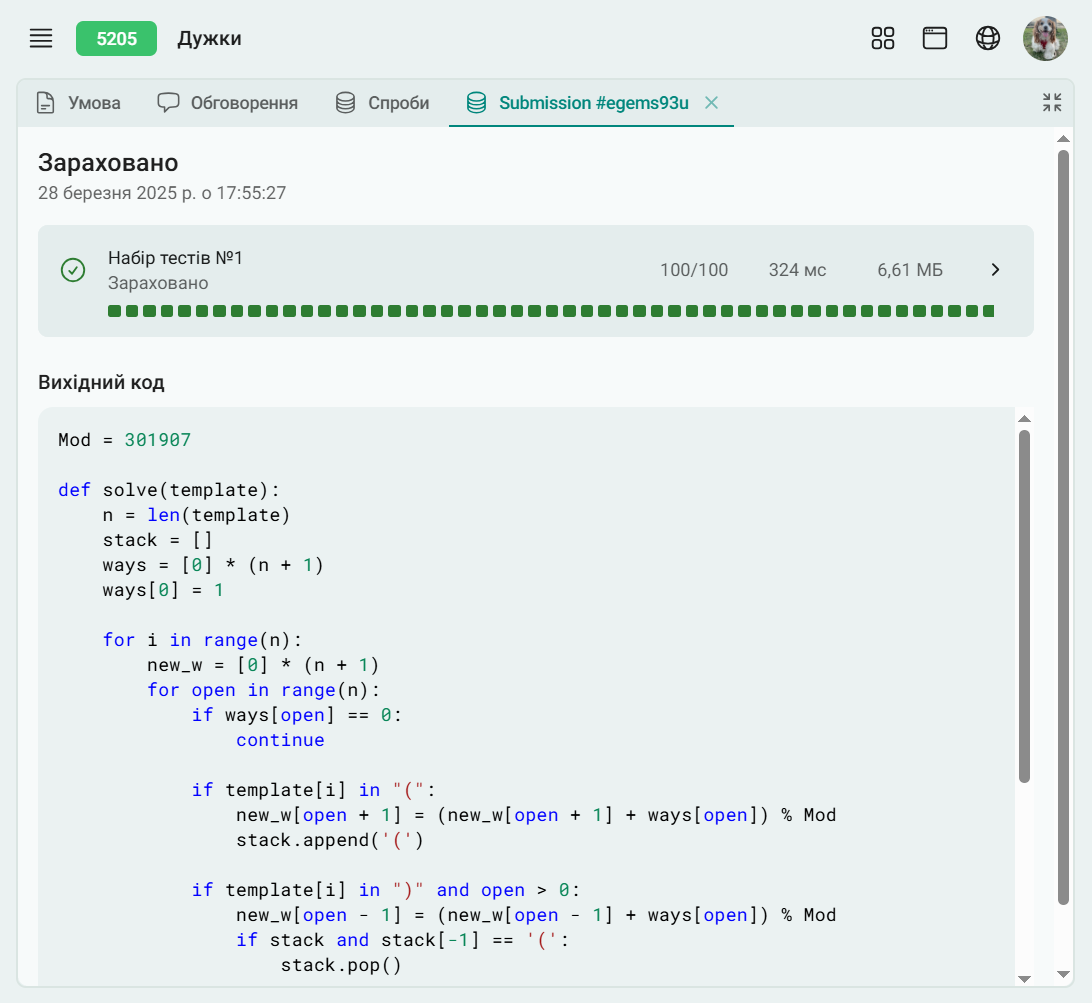 5205 Дужки
Умова Обговорення Спроби Submission #egems93u
Зараховано
28 березня 2025 р. о 17:55:27
Набір тестів №1
Зараховано
100/100 324 мс 6,61 МБ
Вихідний код
Mod = 301907

def solve(template):
    n = len(template)
    stack = []
    ways = [0] * (n + 1)
    ways[0] = 1

    for i in range(n):
        new_w = [0] * (n + 1)
        for open in range(n):
            if ways[open] == 0:
                continue

            if template[i] in "(":
                new_w[open + 1] = (new_w[open + 1] + ways[open]) % Mod
                stack.append('(')

            if template[i] in ")" and open > 0:
                new_w[open - 1] = (new_w[open - 1] + ways[open]) % Mod
                if stack and stack[-1] == '(':
                    stack.pop()